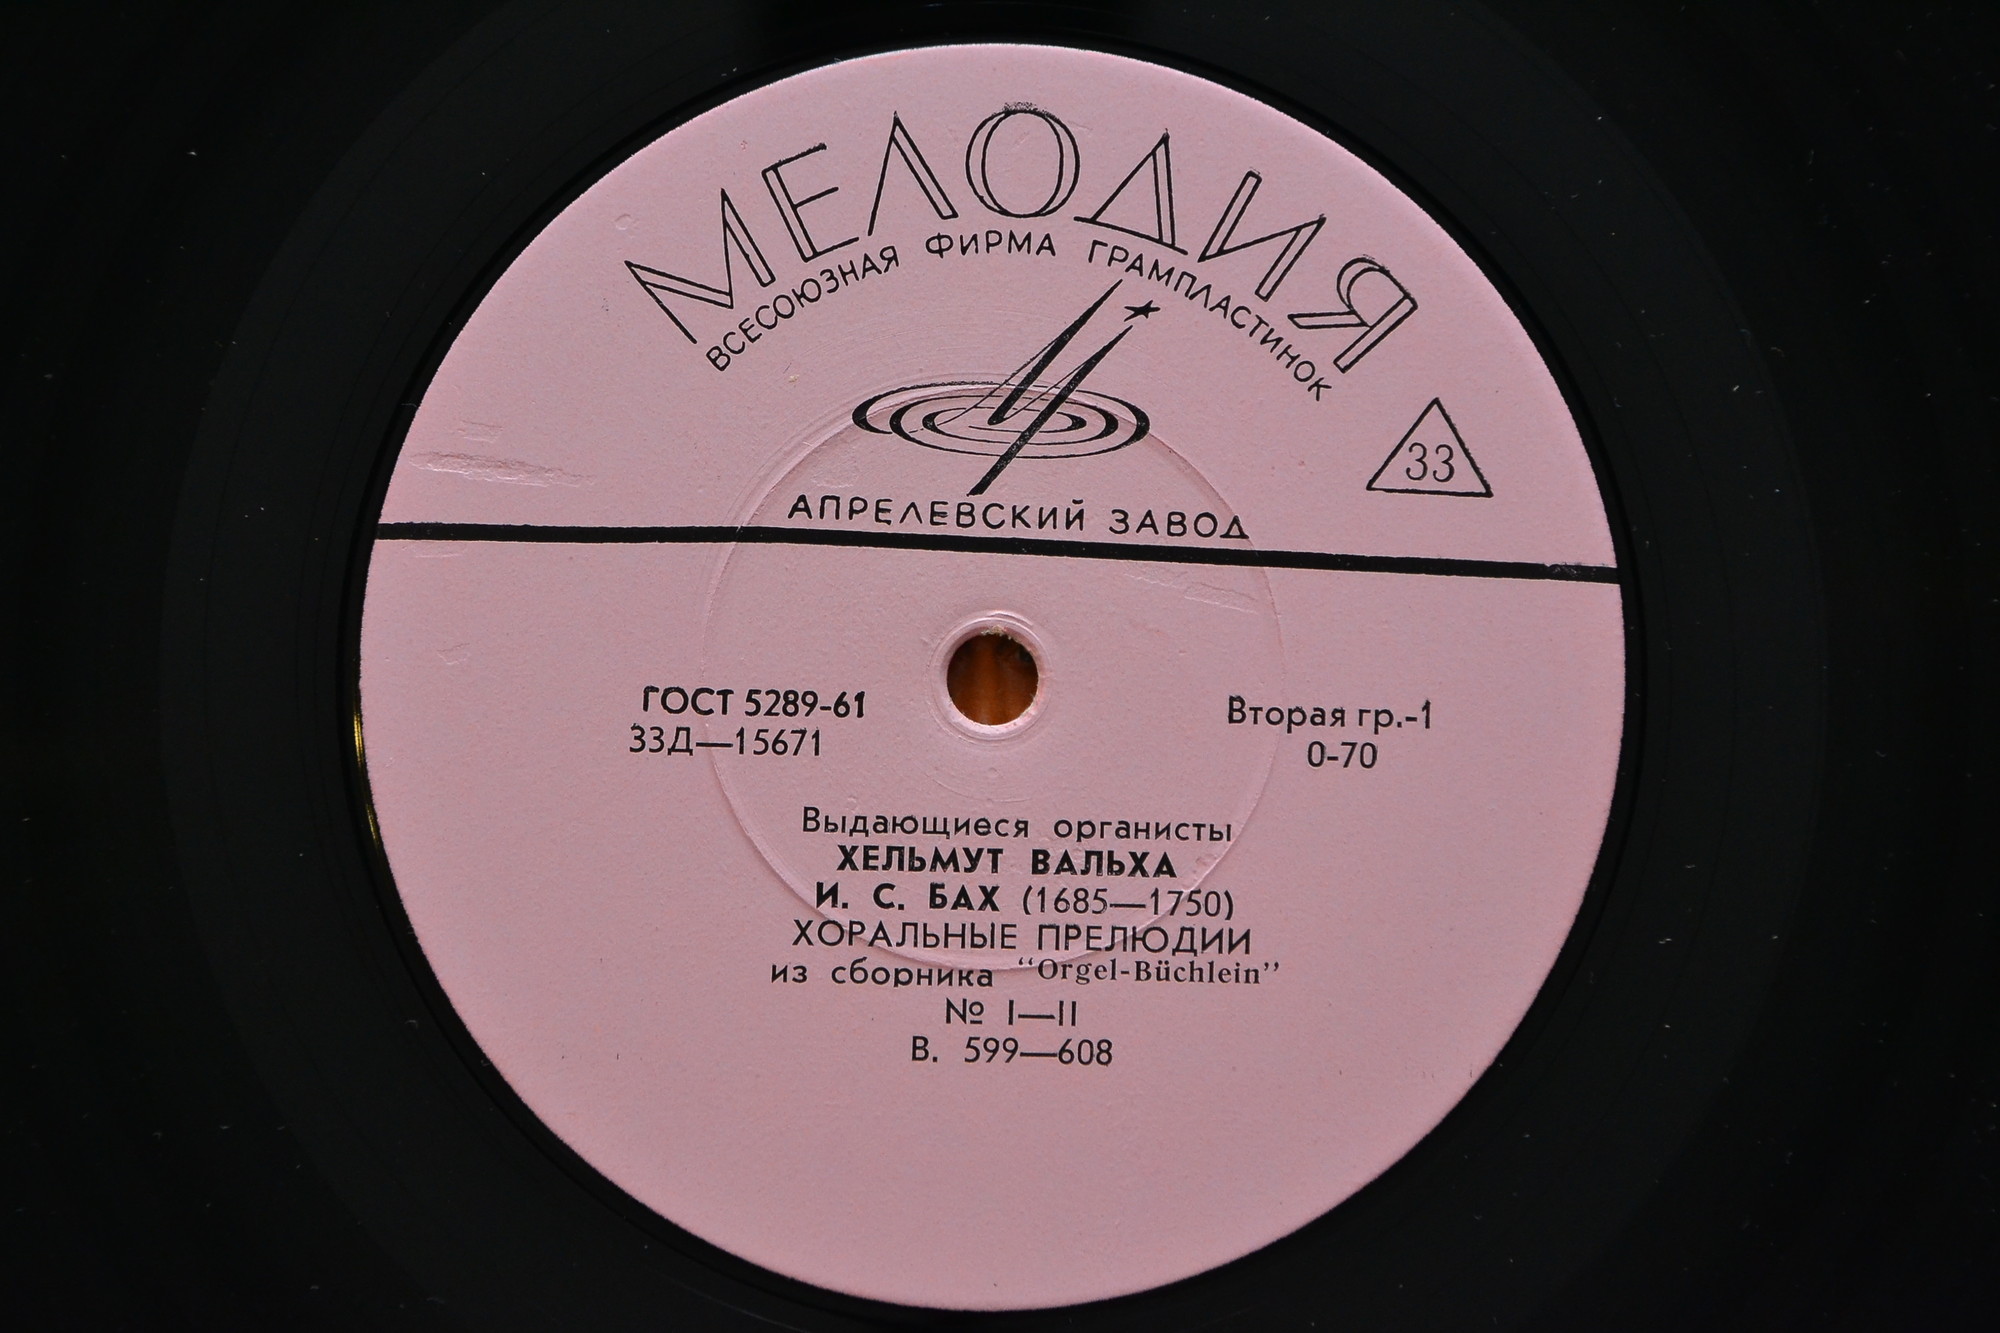 МЕЛОДИЯ
ВСЕСОЮЗНАЯ ФИРМА ГРАМПЛАСТИНОК
33
АПРЕЛЕВСКИЙ ЗАВОД
ГОСТ 5289-61
33Д—15671
Вторая гр.-1
0-70
Выдающиеся органисты
ХЕЛЬМУТ ВАЛЬХА
И. С. БАХ (1685—1750)
ХОРАЛЬНЫЕ ПРЕЛЮДИИ
из сборника “Orgel-Büchlein”
№ I—II
В. 599—608